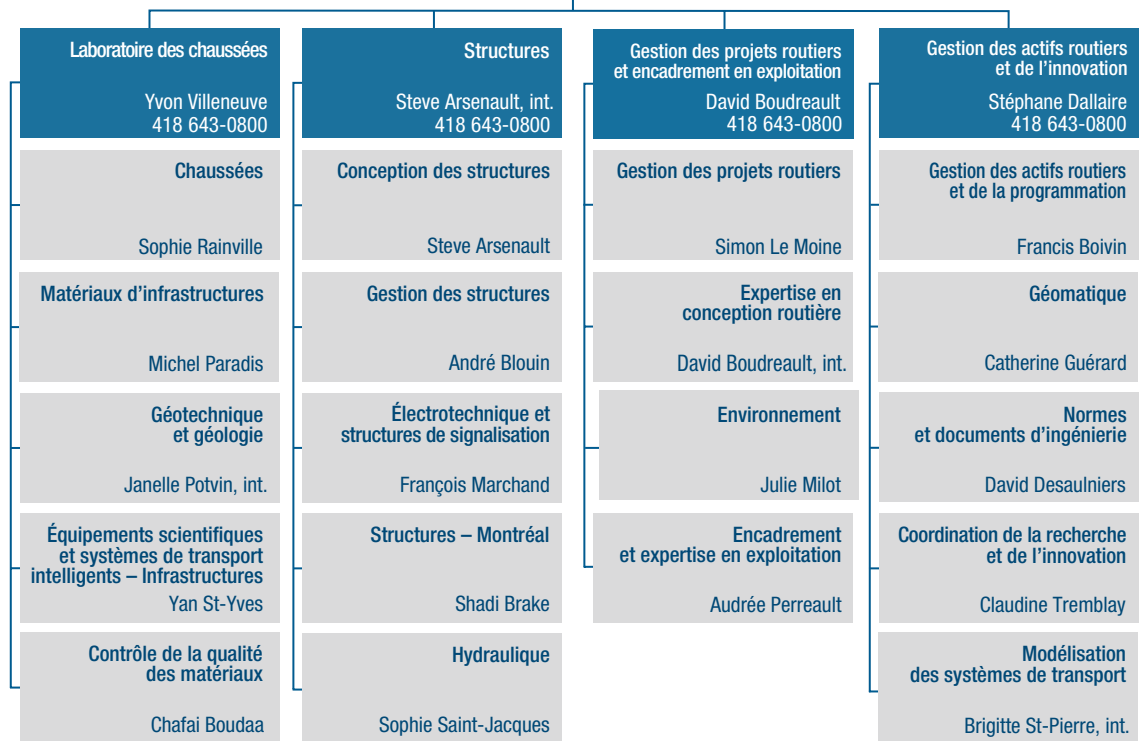 Laboratoire des chaussées
Yvon Villeneuve
418 643-0800
Chaussées
Sophie Rainville
Matériaux d'infrastructures
Michel Paradis
Géotechnique
et géologie
Janelle Potvin, int.
Équipements scientifiques
et systèmes de transport
intelligents – Infrastructures
Yan St-Yves
Contrôle de la qualité
des matériaux
Chafai Boudaa
Structures
Steve Arsenault, int.
418 643-0800
Conception des structures
Steve Arsenault
Gestion des structures
André Blouin
Électrotechnique et
structures de signalisation
François Marchand
Structures – Montréal
Shadi Brake
Hydraulique
Sophie Saint-Jacques
Gestion des projets routiers
et encadrement en exploitation
David Boudreault
418 643-0800
Gestion des projets routiers
Simon Le Moine
Expertise en
conception routière
David Boudreault, int.
Environnement
Julie Milot
Encadrement
et expertise en exploitation
Audrée Perreault
Gestion des actifs routiers
et de l'innovation
Stéphane Dallaire
418 643-0800
Gestion des actifs routiers
et de la programmation
Francis Boivin
Géomatique
Catherine Guérard
Normes
et documents d'ingénierie
David Desaulniers
Coordination de la recherche
et de l'innovation
Claudine Tremblay
Modélisation
des systèmes de transport
Brigitte St-Pierre, int.